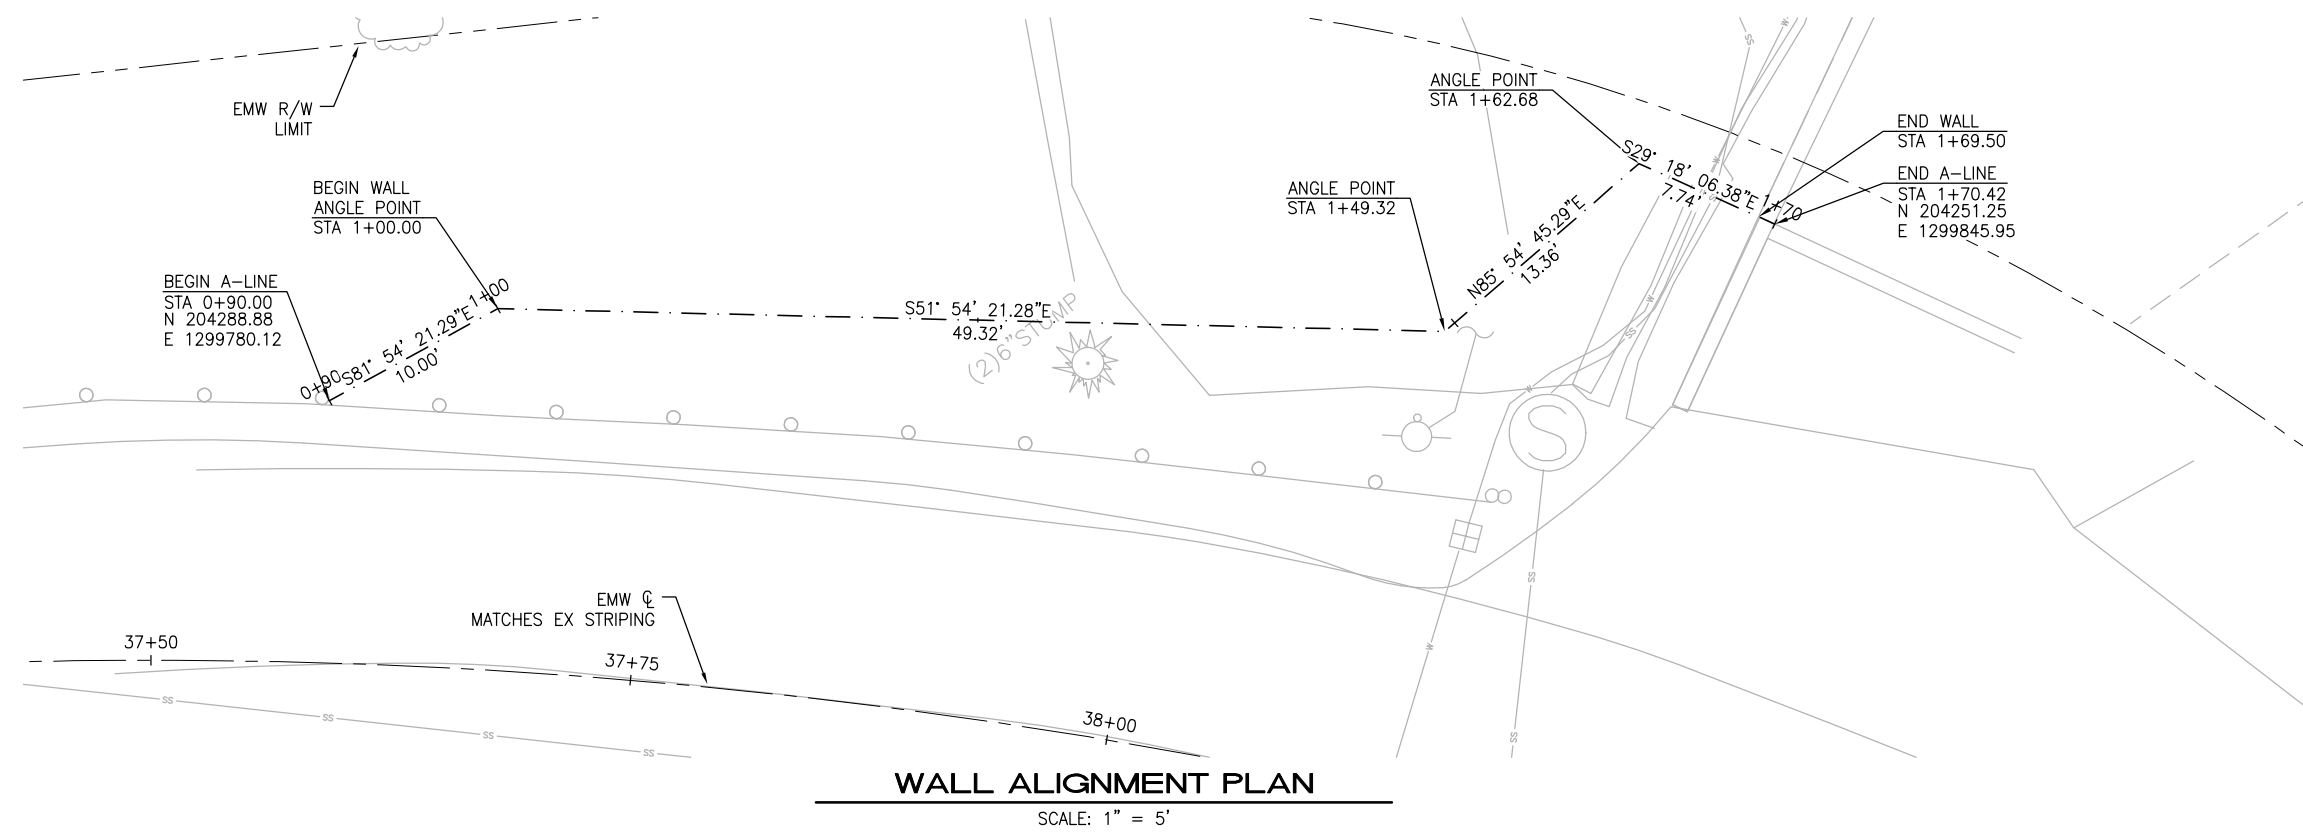 EMW R/W
LIMIT
BEGIN WALL
ANGLE POINT
STA 1+00.00
BEGIN A-LINE
STA 0+90.00
N 204288.88
E 1299780.12
0+90
S81° 54' 21.29"E
10.00'
1+00
S51° 54' 21.28"E
49.32'
(2)6"STUMP
ANGLE POINT
STA 1+49.32
N85° 54' 45.29"E
13.36'
ANGLE POINT
STA 1+62.68
S29° 18' 06.38"E
7.74'
1+70
END WALL
STA 1+69.50
END A-LINE
STA 1+70.42
N 204251.25
E 1299845.95
W
SS
W
S
W
SS
W
S
SS
W
SS
EMW ℄
MATCHES EX STRIPING
37+50
37+75
38+00
SS
SS
SS
SS
WALL ALIGNMENT PLAN
SCALE: 1" = 5'